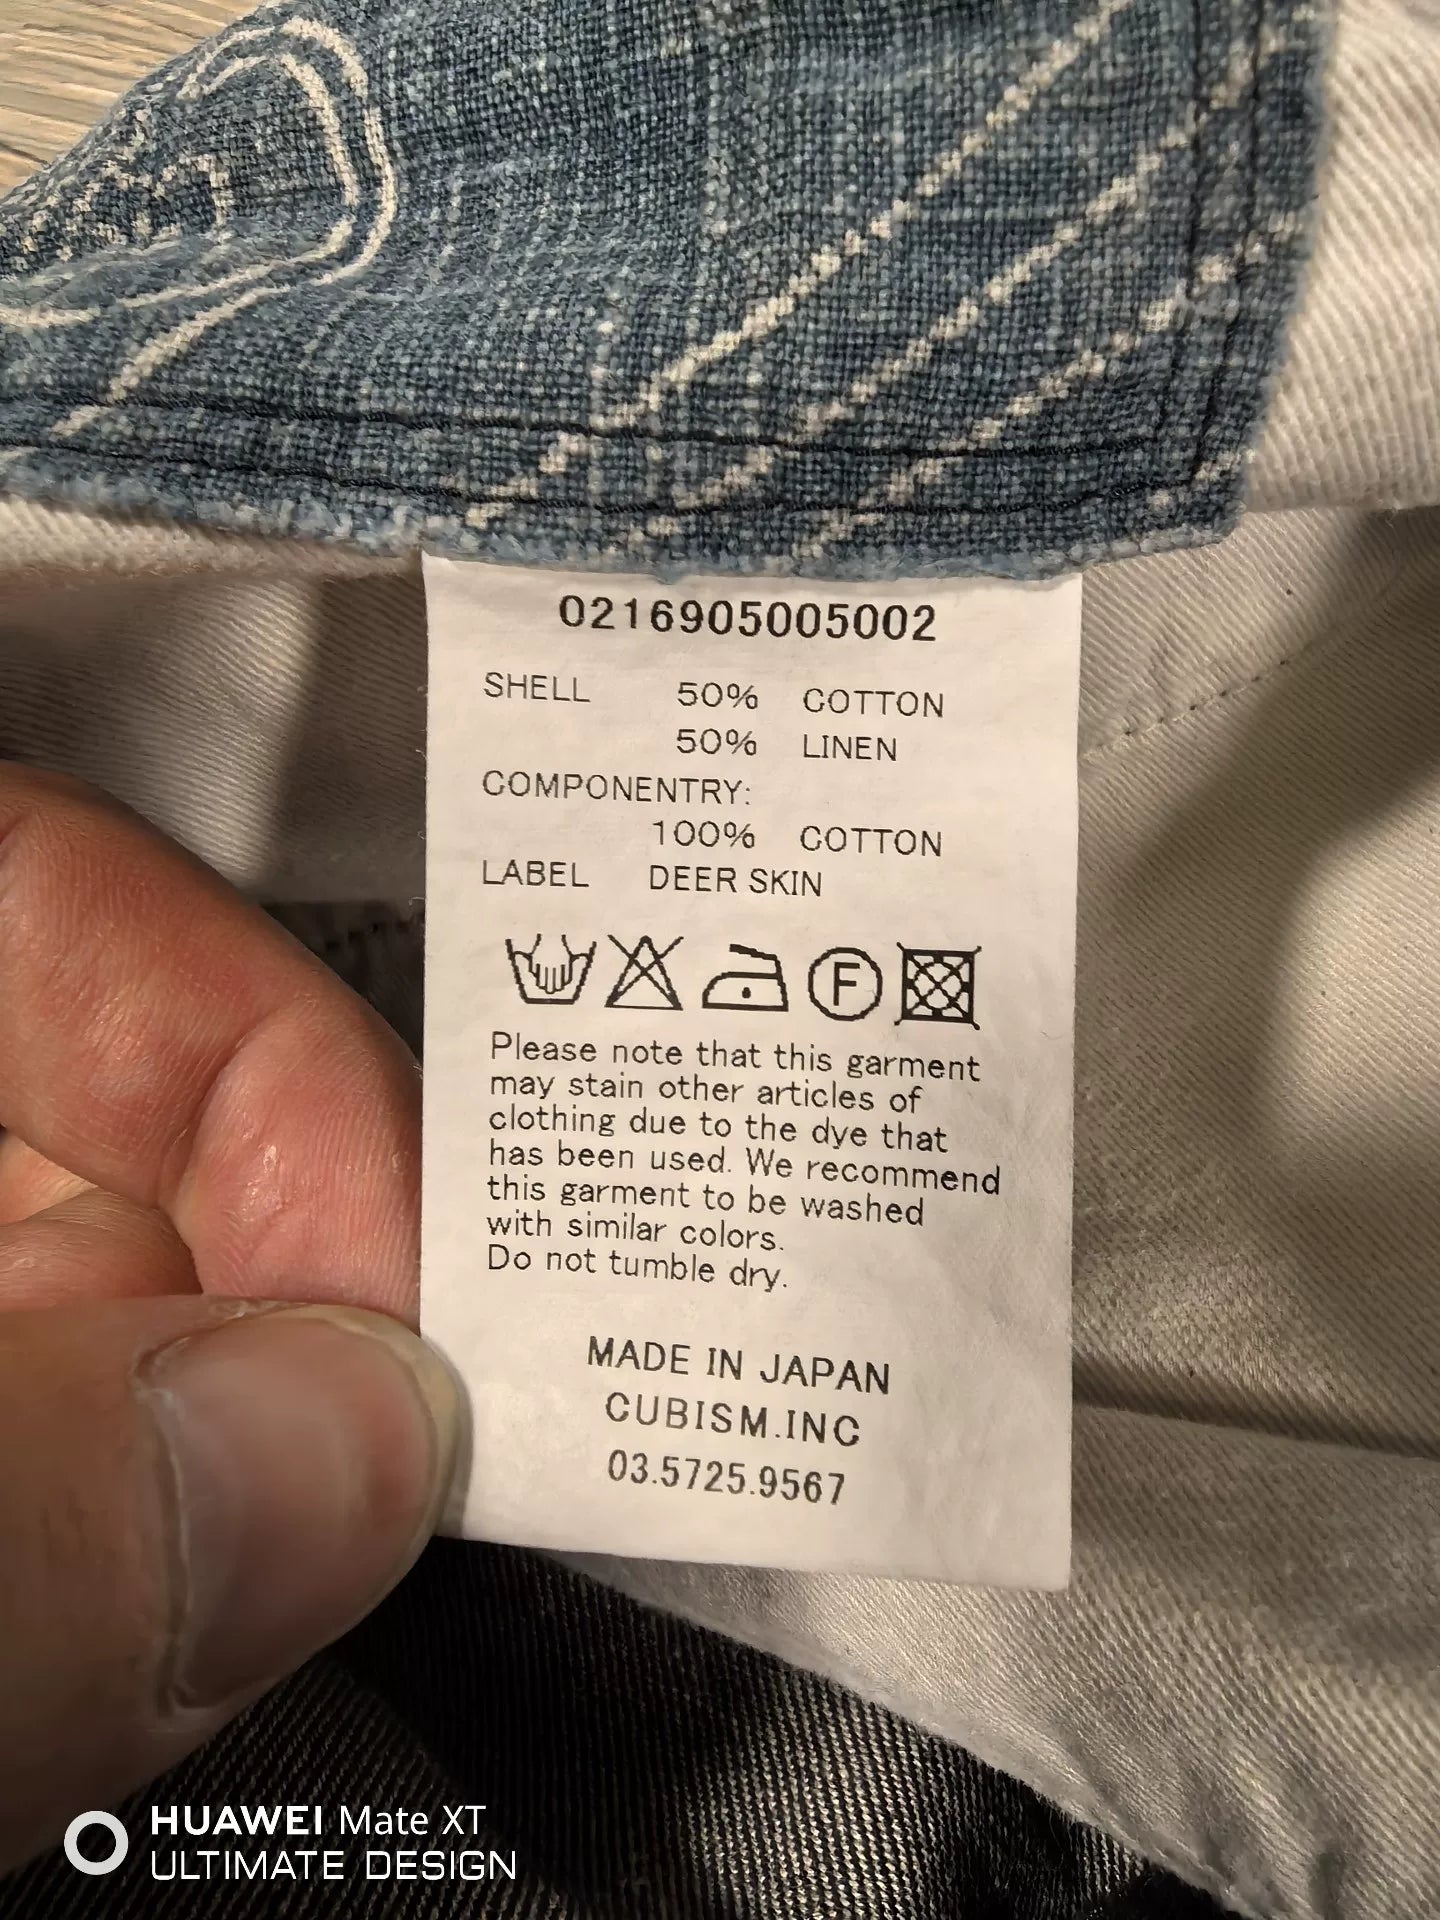 0216905005002
SHELL 50% COTTON
50% LINEN
COMPONENTRY:
100% COTTON
LABEL DEER SKIN
F
Please note that this garment
may stain other articles of
clothing due to the dye that
has been used. We recommend
this garment to be washed
with similar colors.
Do not tumble dry.
MADE IN JAPAN
CUBISM.INC
03.5725.9567
HUAWEI Mate XT
ULTIMATE DESIGN